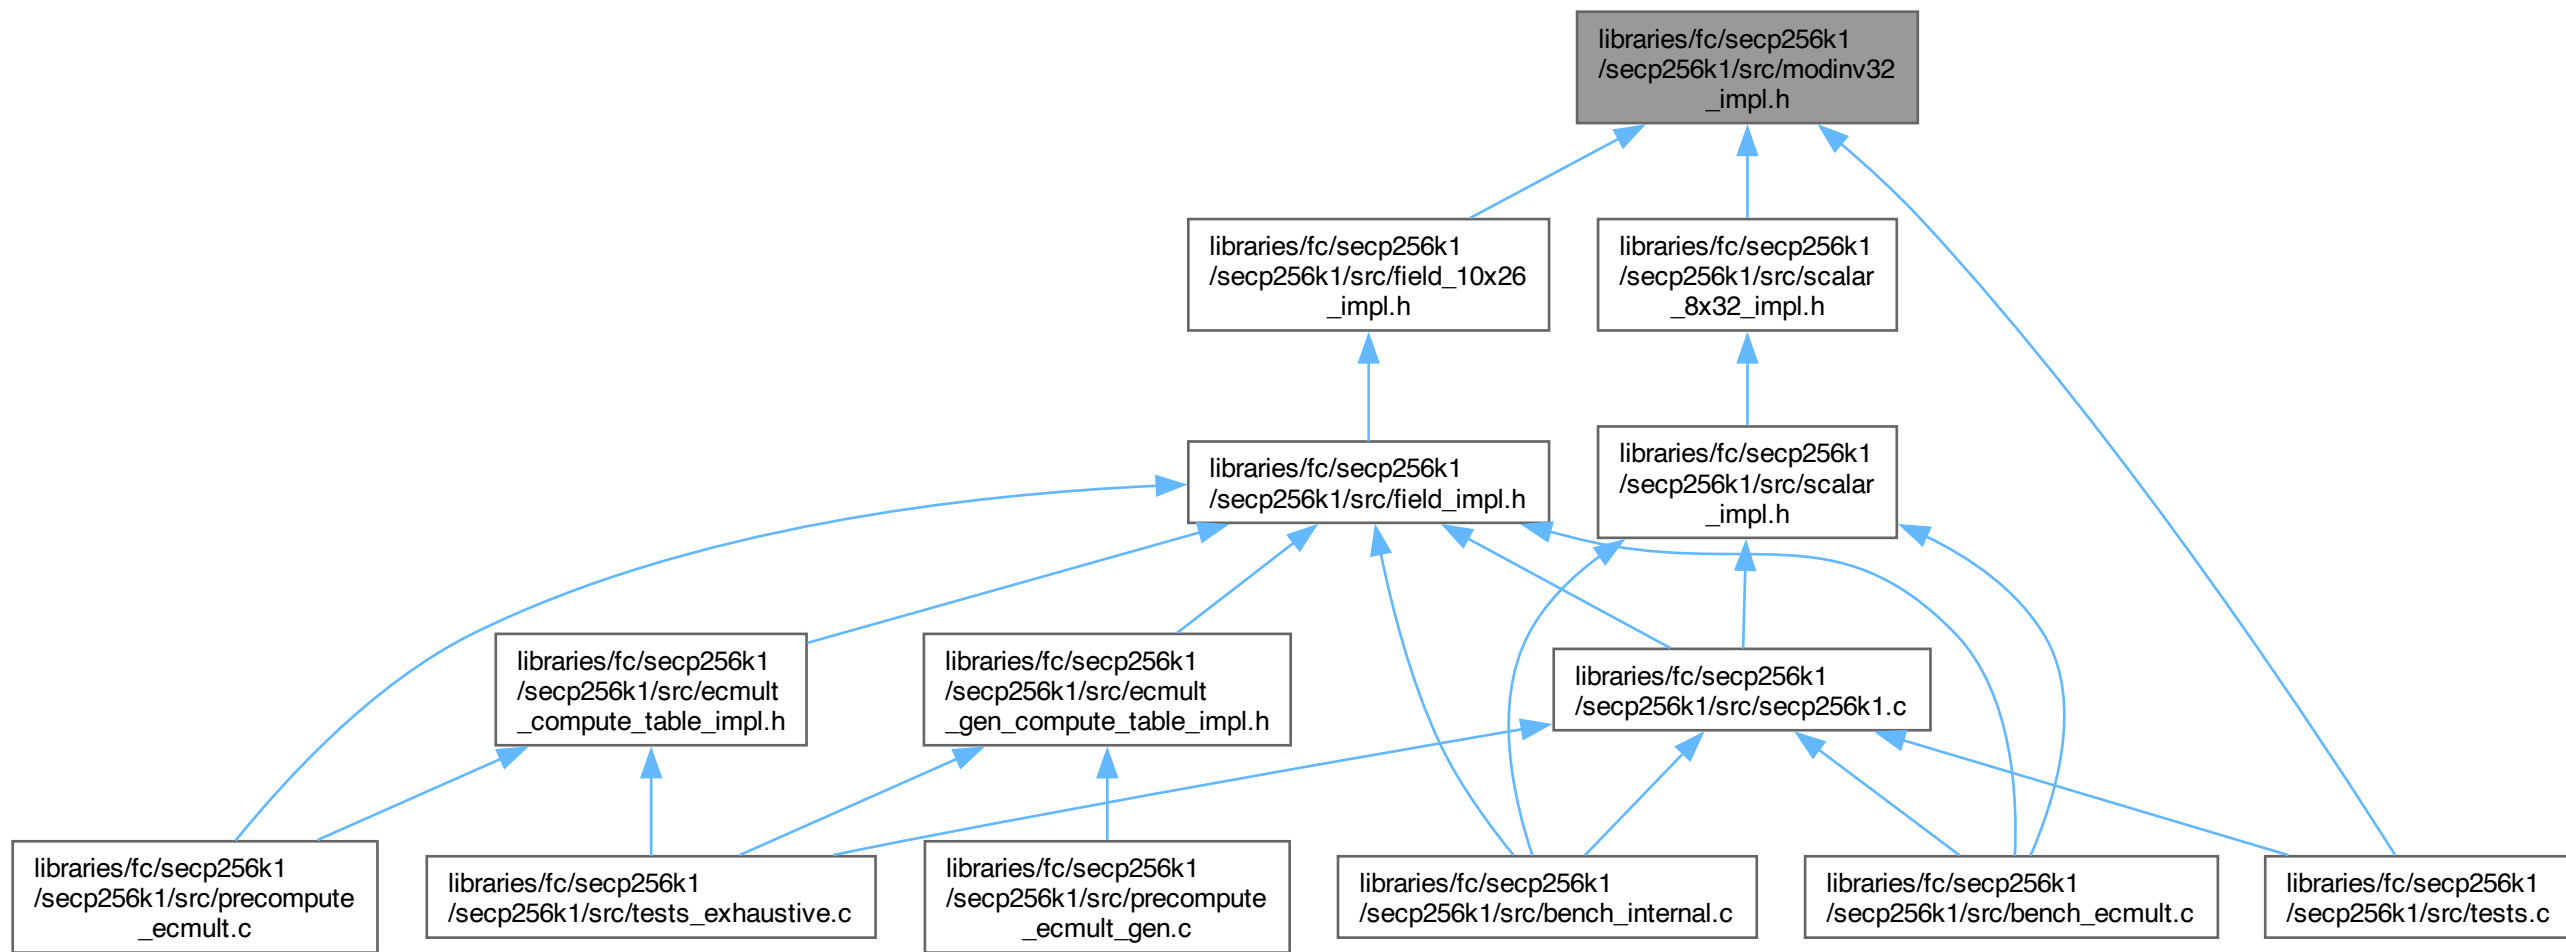 libraries/fc/secp256k1
/secp256k1/src/modinv32
_impl.h
libraries/fc/secp256k1
/secp256k1/src/field_10x26
_impl.h
libraries/fc/secp256k1
/secp256k1/src/scalar
_8x32_impl.h
libraries/fc/secp256k1
/secp256k1/src/field_impl.h
libraries/fc/secp256k1
/secp256k1/src/scalar
_impl.h
libraries/fc/secp256k1
/secp256k1/src/ecmult
_compute_table_impl.h
libraries/fc/secp256k1
/secp256k1/src/ecmult
_gen_compute_table_impl.h
libraries/fc/secp256k1
/secp256k1/src/secp256k1.c
libraries/fc/secp256k1
/secp256k1/src/precompute
_ecmult.c
libraries/fc/secp256k1
/secp256k1/src/tests_exhaustive.c
libraries/fc/secp256k1
/secp256k1/src/precompute
_ecmult_gen.c
libraries/fc/secp256k1
/secp256k1/src/bench_internal.c
libraries/fc/secp256k1
/secp256k1/src/bench_ecmult.c
libraries/fc/secp256k1
/secp256k1/src/tests.c